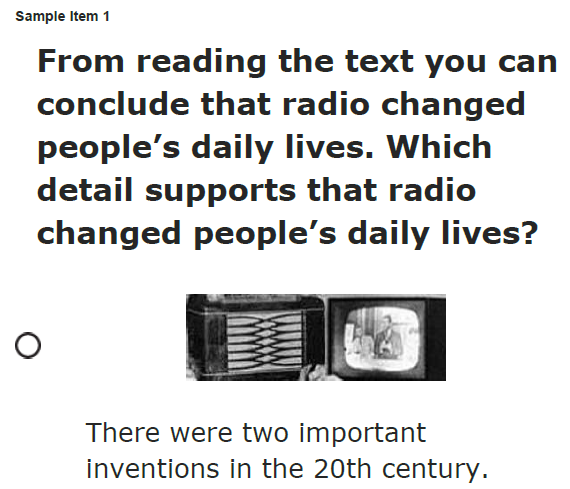 Sample Item 1
From reading the text you can
conclude that radio changed
people’s daily lives. Which
detail supports that radio
changed people’s daily lives?
There were two important
inventions in the 20th century.